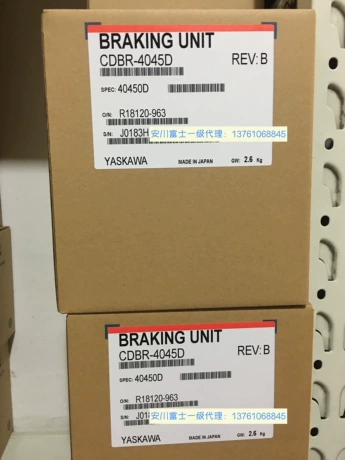 BRAKING UNIT
CDBR-4045D REV: B
SPEC: 40450D
O/N: R18120-963
S/N: J0183H
安川富士一级代理: 13761068845
YASKAWA MADE IN JAPAN GW: 2.6 Kg
BRAKING UNIT
CDBR-4045D REV: B
SPEC: 40450D
O/N: R18120-963
S/N:
安川富士一级代理: 13761068845
YASKAWA MADE IN JAPAN GW: 2.6 Kg